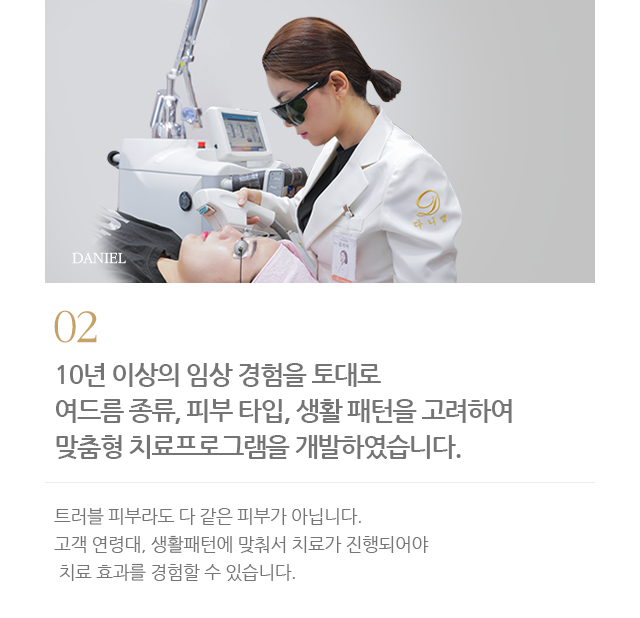 다니엘
DANIEL
02
10년 이상의 임상 경험을 토대로
여드름 종류, 피부 타입, 생활 패턴을 고려하여
맞춤형 치료프로그램을 개발하였습니다.
트러블 피부라도 다 같은 피부가 아닙니다.
고객 연령대, 생활패턴에 맞춰서 치료가 진행되어야
치료 효과를 경험할 수 있습니다.